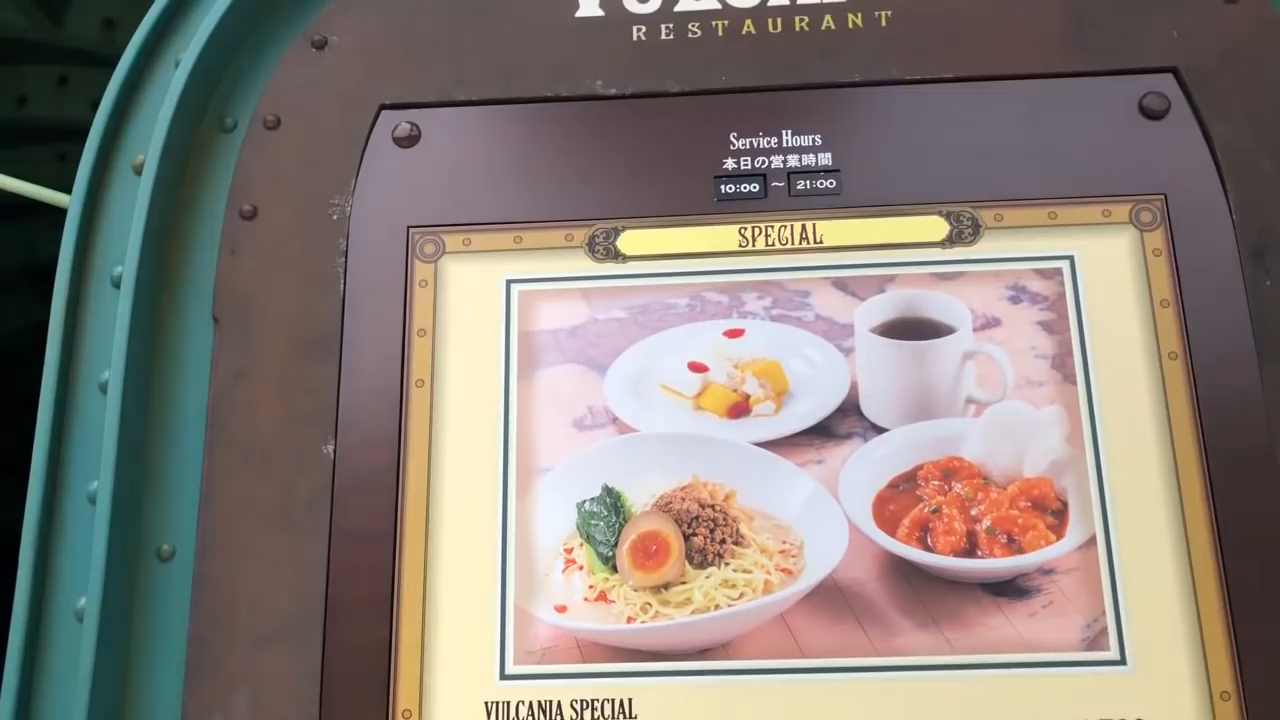 RESTAURANT
Service Hours
本日の営業時間
10:00 ～ 21:00
SPECIAL
VULCANIA SPECIAL